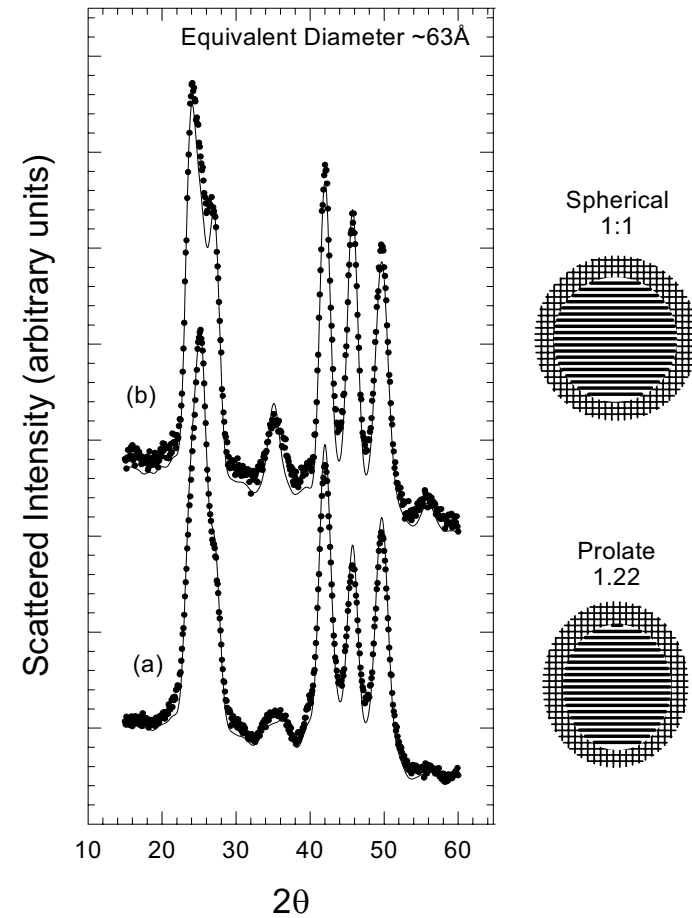 Equivalent Diameter ~63Å
Scattered Intensity (arbitrary units)
(b)
(a)
10 20 30 40 50 60
2θ
Spherical
1:1
Prolate
1.22